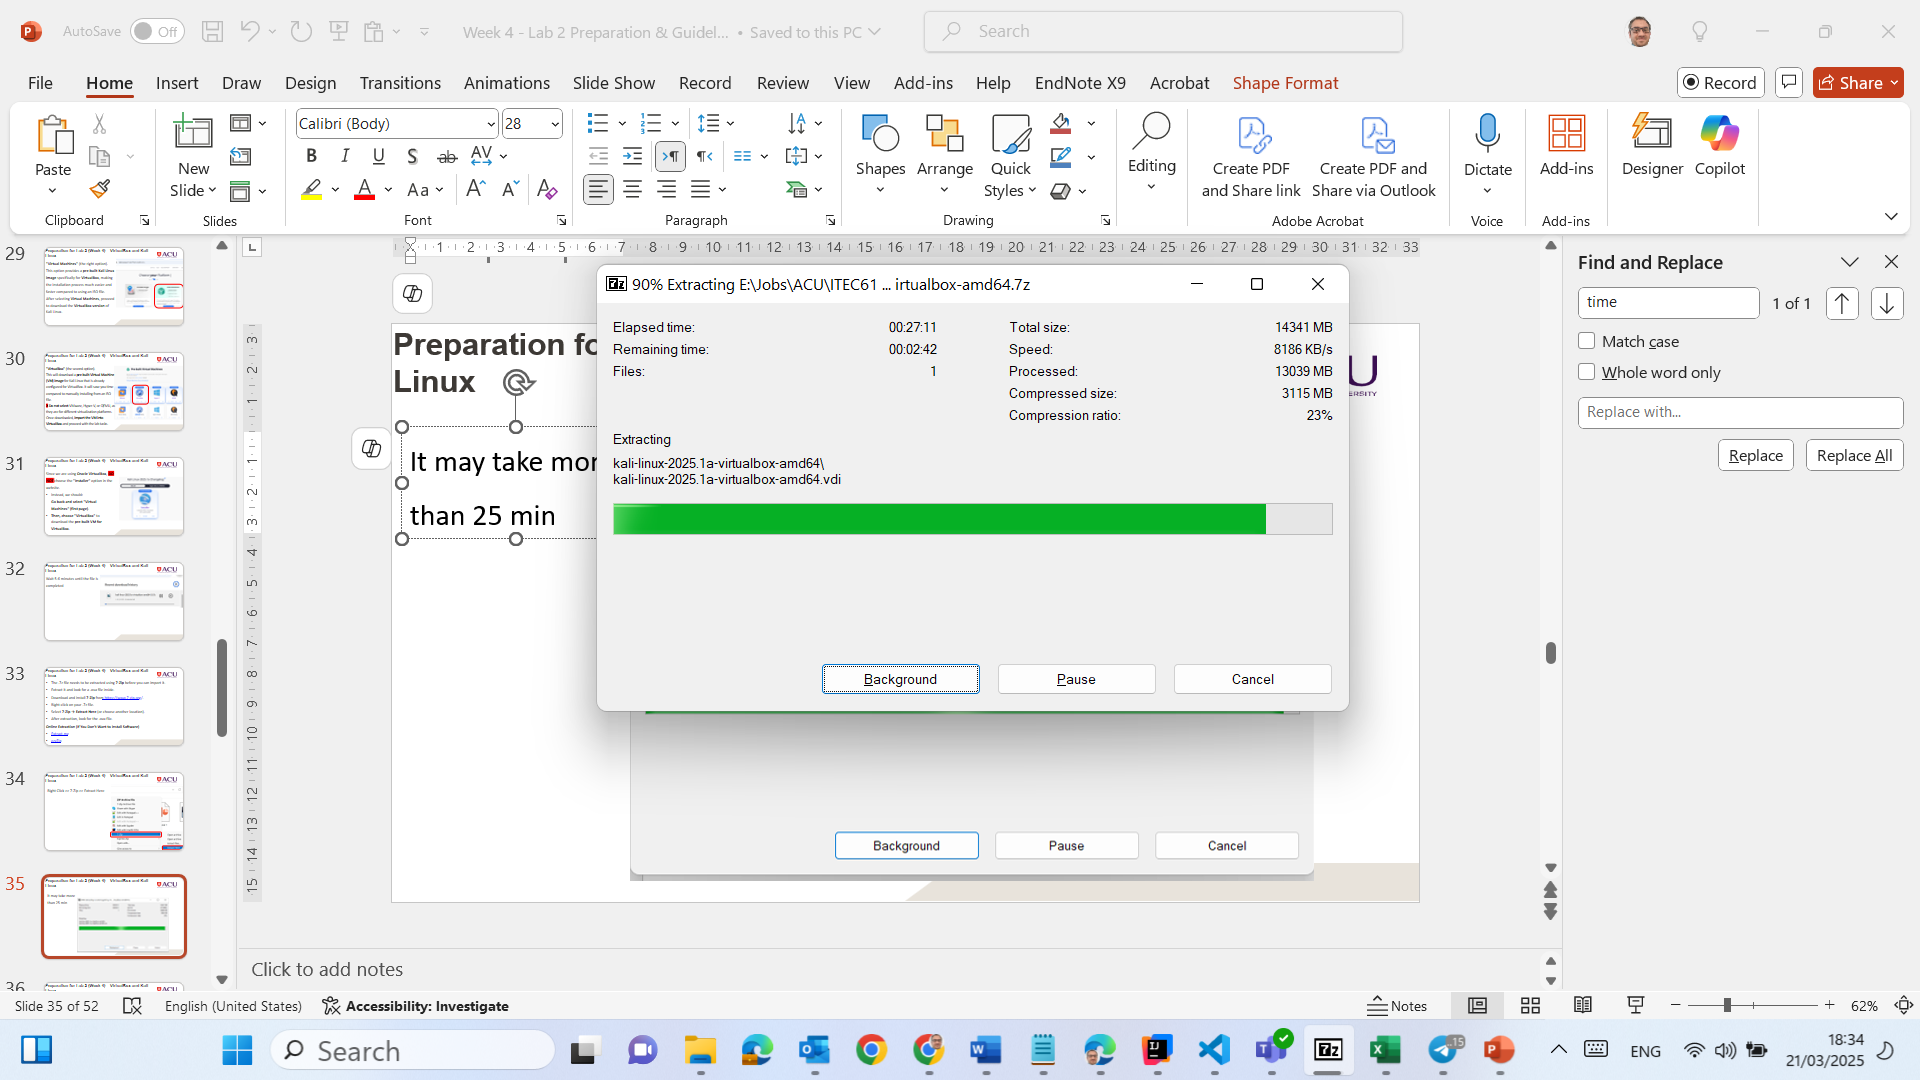 AutoSave Off
Week 4 - Lab 2 Preparation & Guidel... • Saved to this PC
Search
File Home Insert Draw Design Transitions Animations Slide Show Record Review View Add-ins Help EndNote X9 Acrobat Shape Format
Record Share
Paste
Clipboard
New Slide
Slides
Calibri (Body) 28
Font
Paragraph
Shapes Arrange Quick Styles
Drawing
Editing
Create PDF and Share link
Create PDF and Share via Outlook
Adobe Acrobat
Dictate
Voice
Add-ins
Add-ins
Designer Copilot
29
30
31
32
33
34
35
36
Preparation fo
Linux
It may take mor
than 25 min
90% Extracting E:\Jobs\ACU\ITEC61 ... irtualbox-amd64.7z
Elapsed time: 00:27:11 Total size: 14341 MB
Remaining time: 00:02:42 Speed: 8186 KB/s
Files: 1 Processed: 13039 MB
Compressed size: 3115 MB
Compression ratio: 23%
Extracting
kali-linux-2025.1a-virtualbox-amd64\
kali-linux-2025.1a-virtualbox-amd64.vdi
Background Pause Cancel
Background Pause Cancel
Find and Replace
time 1 of 1
Match case
Whole word only
Replace with...
Replace Replace All
Click to add notes
Slide 35 of 52 English (United States) Accessibility: Investigate Notes 62%
Search ENG 18:34
21/03/2025